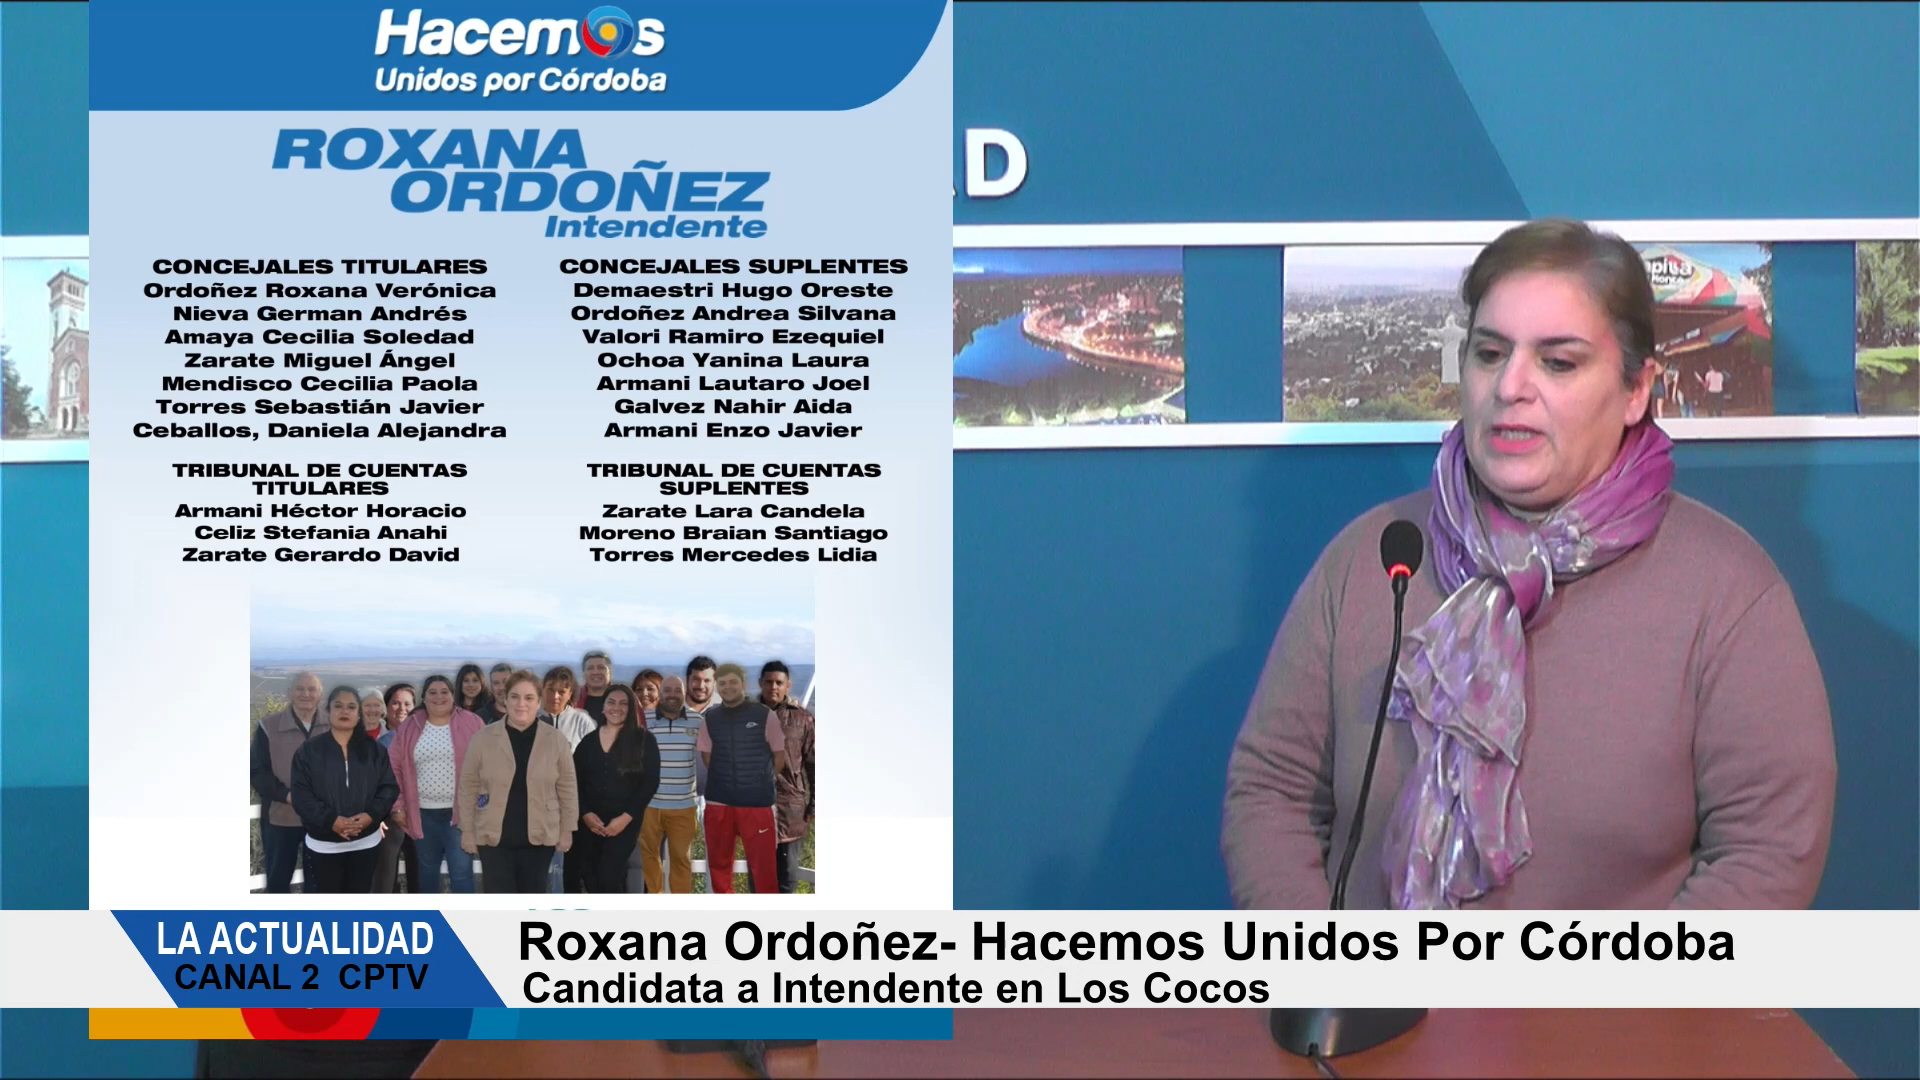 Hacemos
Unidos por Córdoba
ROXANA
ORDOÑEZ
Intendente
CONCEJALES TITULARES
Ordoñez Roxana Verónica
Nieva German Andrés
Amaya Cecilia Soledad
Zarate Miguel Ángel
Mendisco Cecilia Paola
Torres Sebastián Javier
Ceballos, Daniela Alejandra
CONCEJALES SUPLENTES
Demaestri Hugo Oreste
Ordoñez Andrea Silvana
Valori Ramiro Ezequiel
Ochoa Yanina Laura
Armani Lautaro Joel
Galvez Nahir Aida
Armani Enzo Javier
TRIBUNAL DE CUENTAS
TITULARES
Armani Héctor Horacio
Celiz Stefania Anahi
Zarate Gerardo David
TRIBUNAL DE CUENTAS
SUPLENTES
Zarate Lara Candela
Moreno Braian Santiago
Torres Mercedes Lidia
AD
LA ACTUALIDAD
CANAL 2 CPTV
Roxana Ordoñez- Hacemos Unidos Por Córdoba
Candidata a Intendente en Los Cocos